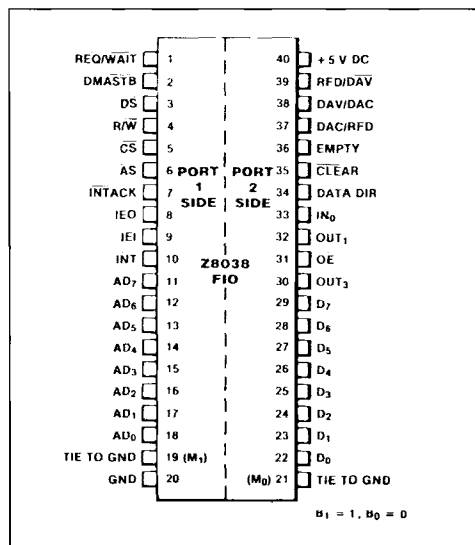 REQ/WAIT 1 40 + 5 V DC
DMASTB 2 39 RFD/DAV
DS 3 38 DAV/DAC
R/W 4 37 DAC/RFD
CS 5 36 EMPTY
AS 6 35 CLEAR
INTACK 7 34 DATA DIR
PORT 1 SIDE PORT 2 SIDE
IEO 8 33 IN₀
IEI 9 32 OUT₁
INT 10 31 OE
Z8038 FIO
AD₇ 11 30 OUT₃
AD₆ 12 29 D₇
AD₅ 13 28 D₆
AD₄ 14 27 D₅
AD₃ 15 26 D₄
AD₂ 16 25 D₃
AD₁ 17 24 D₂
AD₀ 18 23 D₁
TIE TO GND 19 (M₁) 22 D₀
GND 20 (M₀) 21 TIE TO GND
B₁ = 1, B₀ = 0